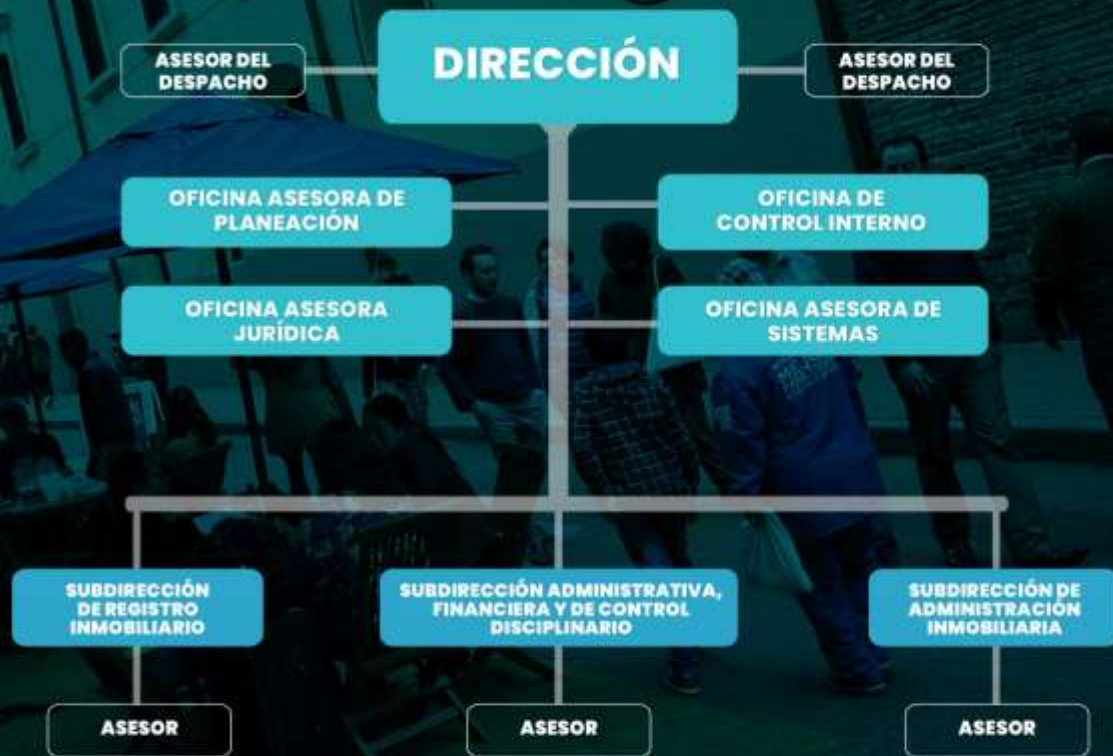 DIRECCIÓN
ASESOR DEL
DESPACHO
ASESOR DEL
DESPACHO
OFICINA ASESORA DE
PLANEACIÓN
OFICINA DE
CONTROL INTERNO
OFICINA ASESORA
JURÍDICA
OFICINA ASESORA DE
SISTEMAS
SUBDIRECCIÓN
DE REGISTRO
INMOBILIARIO
SUBDIRECCIÓN ADMINISTRATIVA,
FINANCIERA Y DE CONTROL
DISCIPLINARIO
SUBDIRECCIÓN DE
ADMINISTRACIÓN
INMOBILIARIA
ASESOR
ASESOR
ASESOR